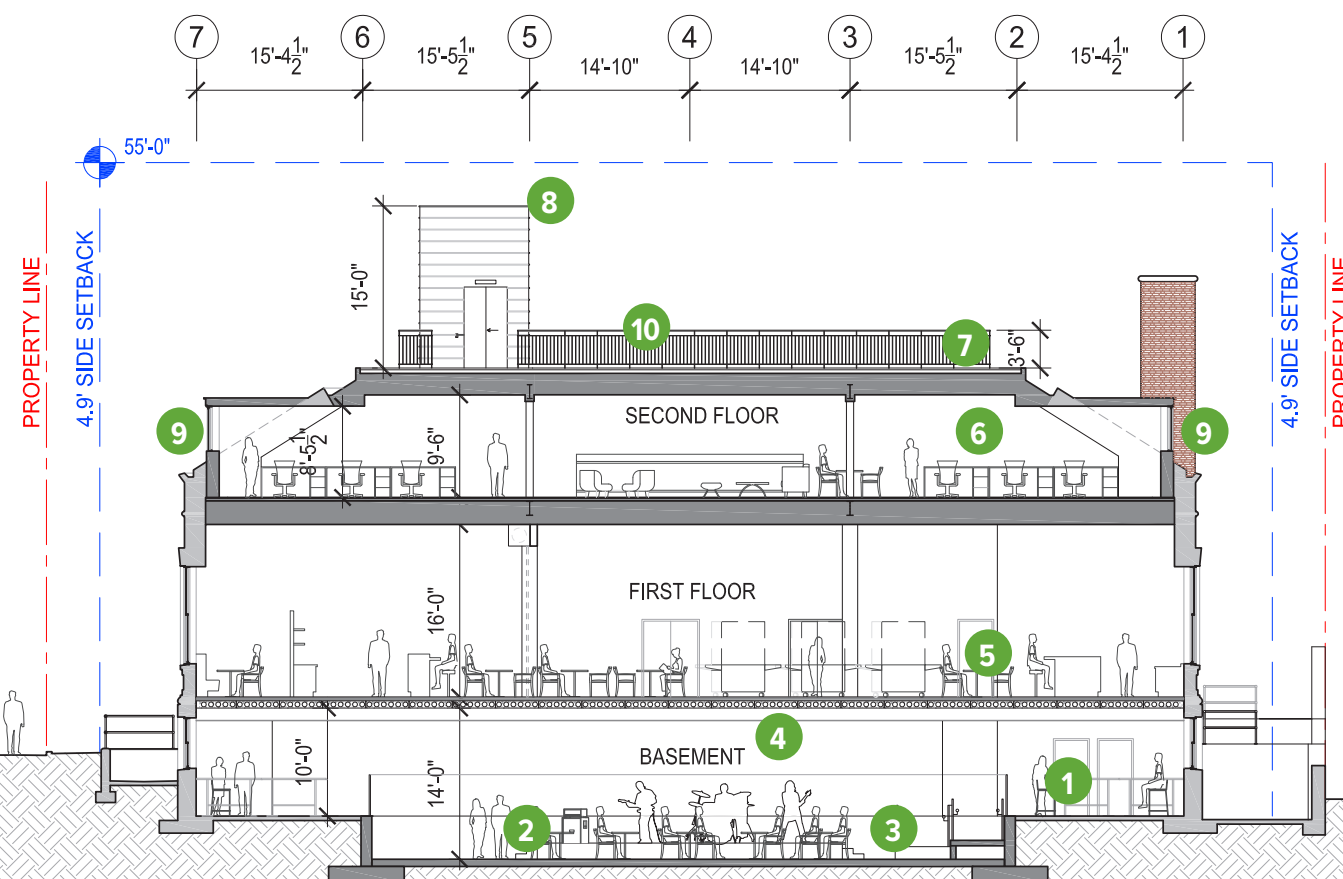 7 6 5 4 3 2 1
15'-4 1/2" 15'-5 1/2" 14'-10" 14'-10" 15'-5 1/2" 15'-4 1/2"
55'-0"
8
PROPERTY LINE
4.9' SIDE SETBACK
15'-0"
10
7
3'-6"
4.9' SIDE SETBACK
PROPERTY LINE
9
8'-5 1/2"
9'-6"
SECOND FLOOR
6
9
16'-0"
FIRST FLOOR
5
10'-0"
14'-0"
BASEMENT
4
1
2
3